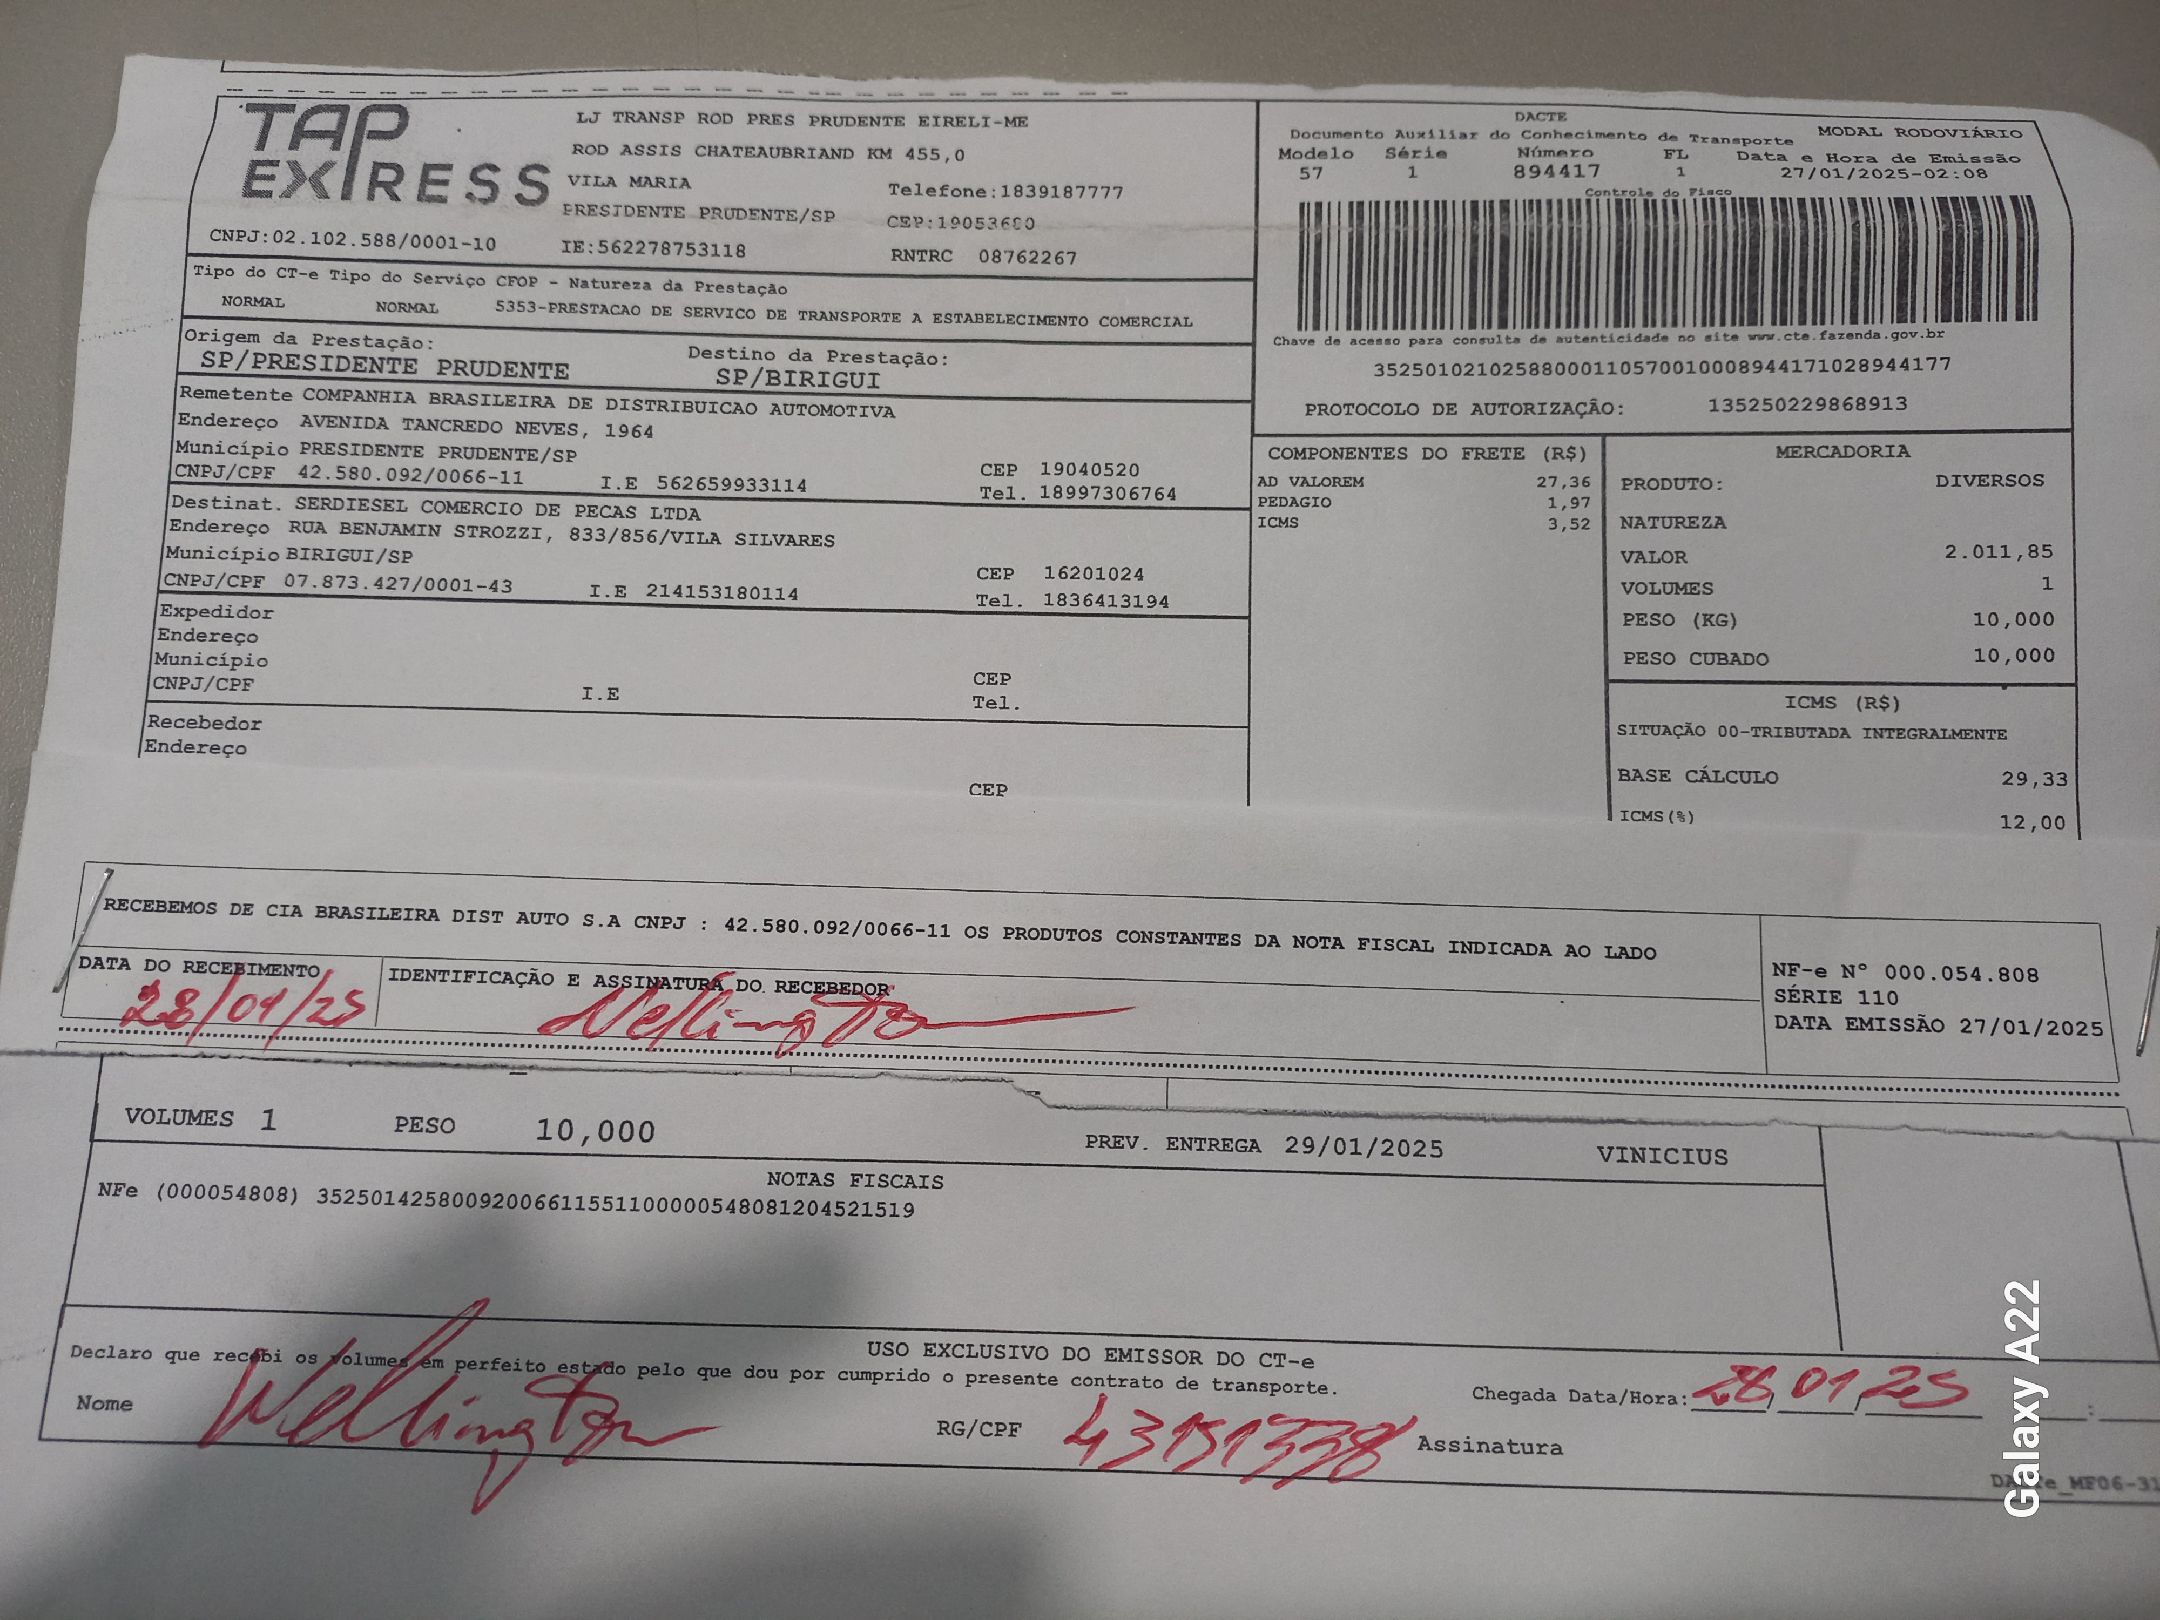 TAP EXPRESS
LJ TRANSP ROD PRES PRUDENTE EIRELI-ME
ROD ASSIS CHATEAUBRIAND KM 455,0
VILA MARIA
Telefone:1839187777
PRESIDENTE PRUDENTE/SP
CEP:19053680
CNPJ:02.102.588/0001-10
IE:562278753118
RNTRC 08762267
Tipo do CT-e Tipo do Serviço CFOP - Natureza da Prestação
NORMAL NORMAL 5353-PRESTACAO DE SERVICO DE TRANSPORTE A ESTABELECIMENTO COMERCIAL
Origem da Prestação:
SP/PRESIDENTE PRUDENTE
Destino da Prestação:
SP/BIRIGUI
Remetente COMPANHIA BRASILEIRA DE DISTRIBUICAO AUTOMOTIVA
Endereço AVENIDA TANCREDO NEVES, 1964
Município PRESIDENTE PRUDENTE/SP
CEP 19040520
CNPJ/CPF 42.580.092/0066-11 I.E 562659933114 Tel. 18997306764
Destinat. SERDIESEL COMERCIO DE PECAS LTDA
Endereço RUA BENJAMIN STROZZI, 833/856/VILA SILVARES
Município BIRIGUI/SP
CEP 16201024
CNPJ/CPF 07.873.427/0001-43 I.E 214153180114 Tel. 1836413194
Expedidor
Endereço
Município
CEP
CNPJ/CPF I.E Tel.
Recebedor
Endereço
CEP
DACTE
Documento Auxiliar do Conhecimento de Transporte MODAL RODOVIÁRIO
Modelo Série Número FL Data e Hora de Emissão
57 1 894417 1 27/01/2025-02:08
Controle do Fisco
Chave de acesso para consulta de autenticidade no site www.cte.fazenda.gov.br
35250102102588000110570010008944171028944177
PROTOCOLO DE AUTORIZAÇÃO: 135250229868913
COMPONENTES DO FRETE (R$)
AD VALOREM 27,36
PEDAGIO 1,97
ICMS 3,52
MERCADORIA
PRODUTO: DIVERSOS
NATUREZA
VALOR 2.011,85
VOLUMES 1
PESO (KG) 10,000
PESO CUBADO 10,000
ICMS (R$)
SITUAÇÃO 00-TRIBUTADA INTEGRALMENTE
BASE CÁLCULO 29,33
ICMS(%) 12,00
RECEBEMOS DE CIA BRASILEIRA DIST AUTO S.A CNPJ : 42.580.092/0066-11 OS PRODUTOS CONSTANTES DA NOTA FISCAL INDICADA AO LADO
DATA DO RECEBIMENTO
28/01/25
IDENTIFICAÇÃO E ASSINATURA DO RECEBEDOR
Wellington
NF-e Nº 000.054.808
SÉRIE 110
DATA EMISSÃO 27/01/2025
VOLUMES 1 PESO 10,000 PREV. ENTREGA 29/01/2025 VINICIUS
NOTAS FISCAIS
NFe (000054808) 35250142580092006611551100000548081204521519
USO EXCLUSIVO DO EMISSOR DO CT-e
Declaro que recebi os volumes em perfeito estado pelo que dou por cumprido o presente contrato de transporte.
Chegada Data/Hora: 28/01/25 :
Nome Wellington RG/CPF 43151338 Assinatura
Galaxy A22